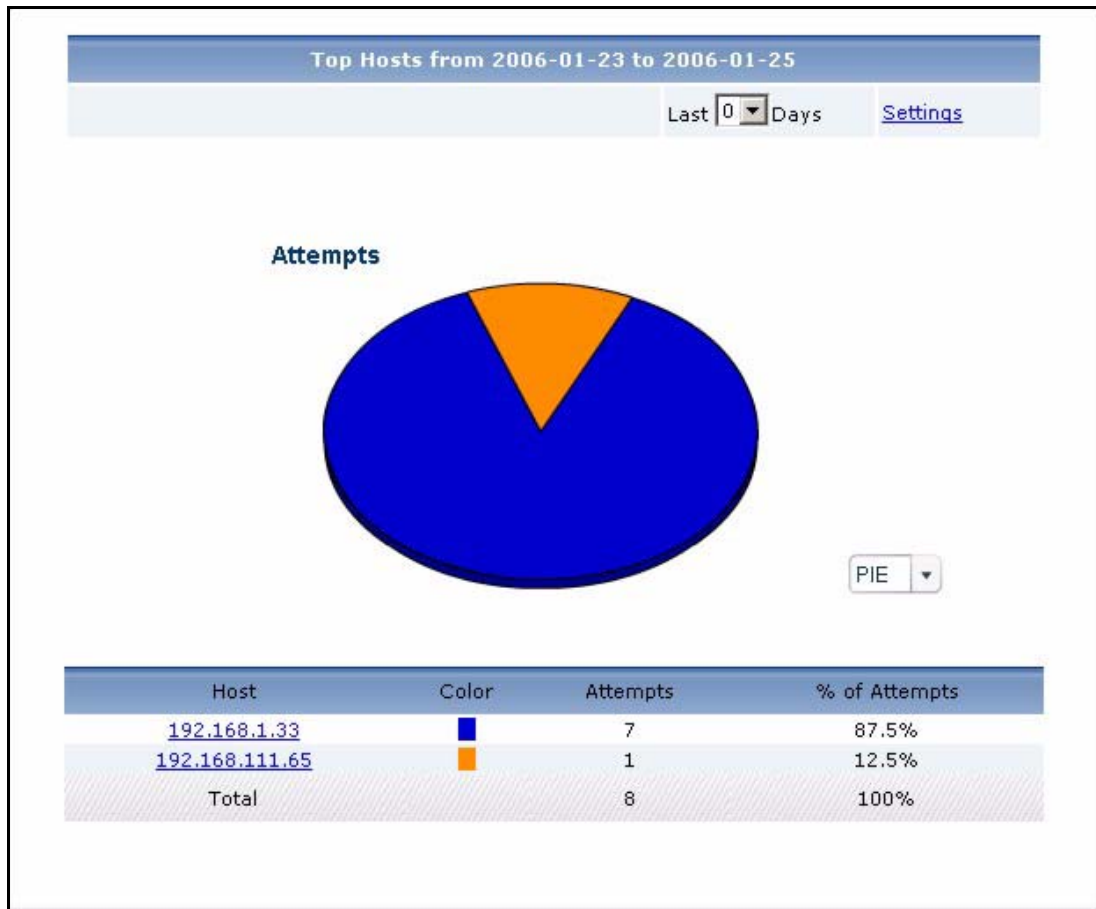 Top Hosts from 2006-01-23 to 2006-01-25
Last 0 Days Settings
Attempts
PIE
Host Color Attempts % of Attempts
192.168.1.33 7 87.5%
192.168.111.65 1 12.5%
Total 8 100%